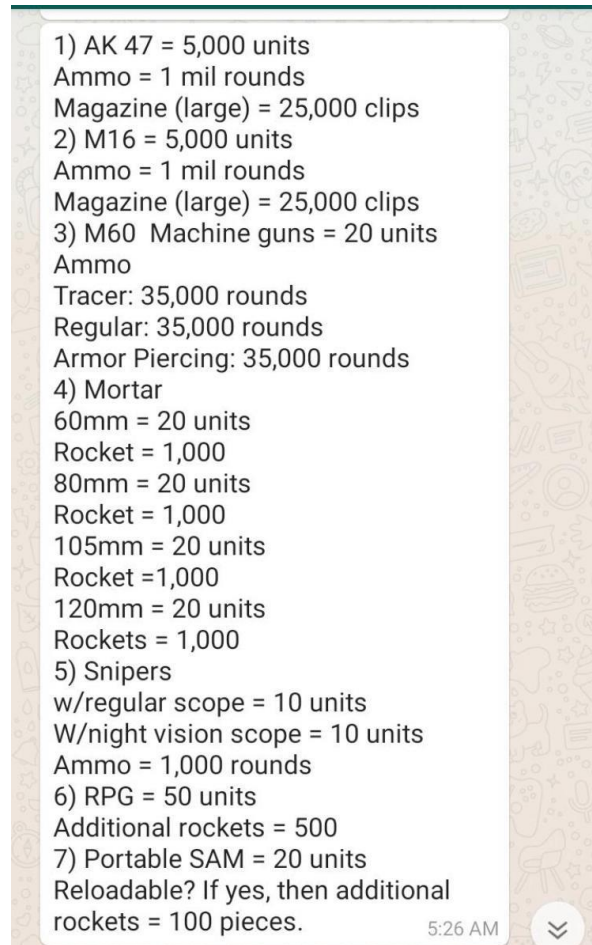 1) AK 47 = 5,000 units
Ammo = 1 mil rounds
Magazine (large) = 25,000 clips
2) M16 = 5,000 units
Ammo = 1 mil rounds
Magazine (large) = 25,000 clips
3) M60  Machine guns = 20 units
Ammo
Tracer: 35,000 rounds
Regular: 35,000 rounds
Armor Piercing: 35,000 rounds
4) Mortar
60mm = 20 units
Rocket = 1,000
80mm = 20 units
Rocket = 1,000
105mm = 20 units
Rocket =1,000
120mm = 20 units
Rockets = 1,000
5) Snipers
w/regular scope = 10 units
W/night vision scope = 10 units
Ammo = 1,000 rounds
6) RPG = 50 units
Additional rockets = 500
7) Portable SAM = 20 units
Reloadable? If yes, then additional
rockets = 100 pieces.
5:26 AM